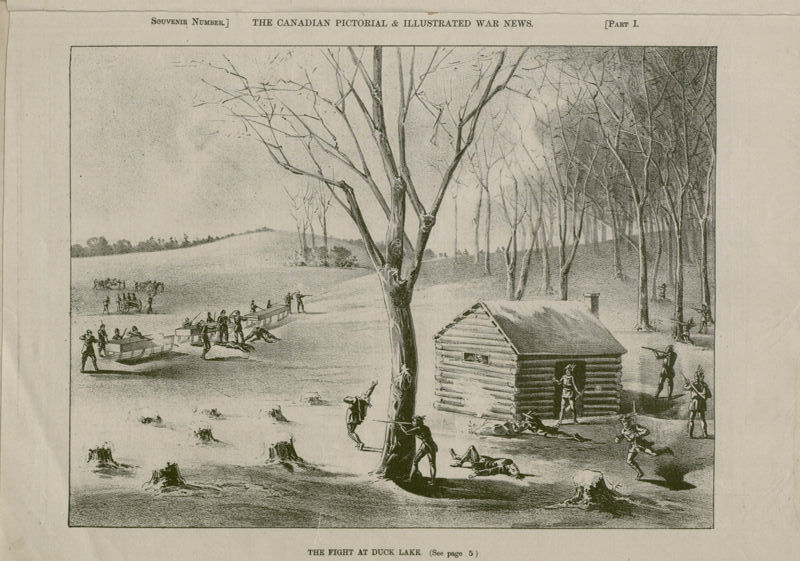 Souvenir Number.] THE CANADIAN PICTORIAL & ILLUSTRATED WAR NEWS. [Part I.
THE FIGHT AT DUCK LAKE. (See page 5)